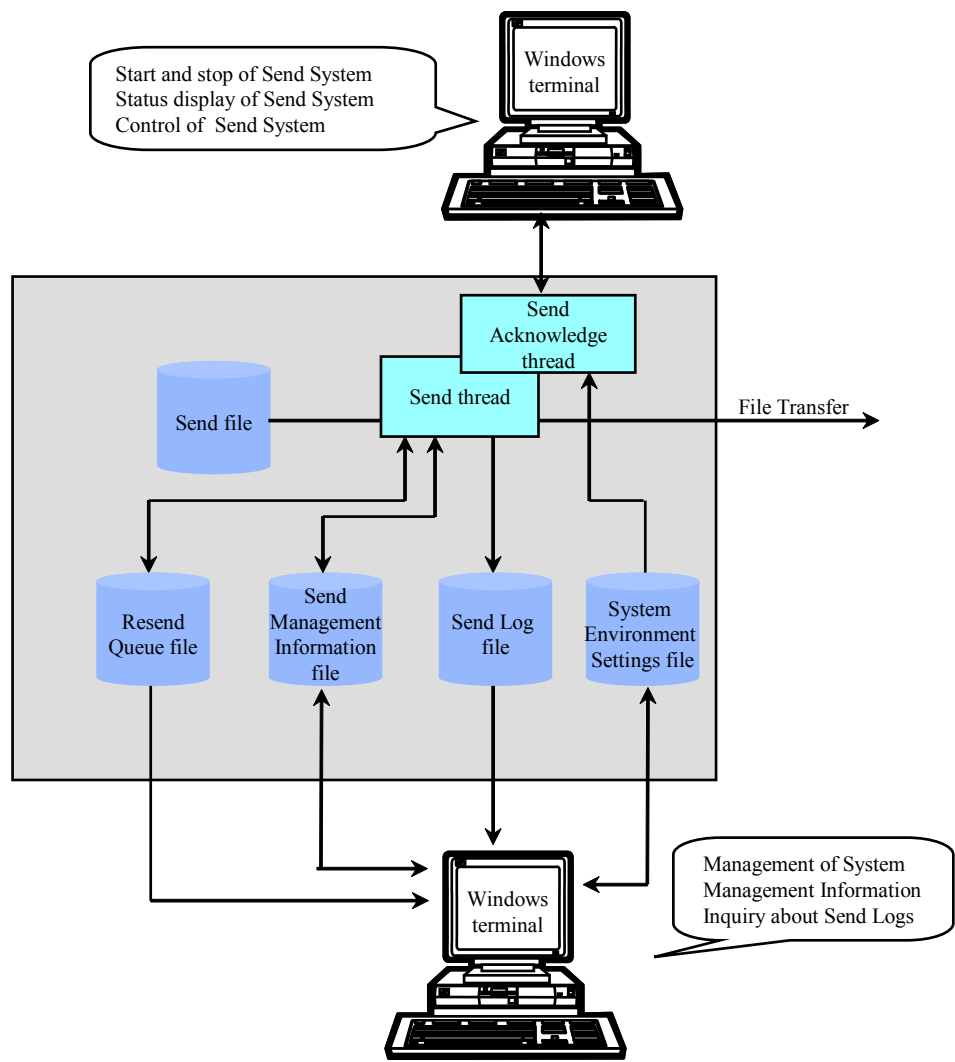 Windows
terminal
Start and stop of Send System
Status display of Send System
Control of Send System
Send
Acknowledge
thread
Send thread
Send file
File Transfer
Resend
Queue file
Send
Management
Information
file
Send Log
file
System
Environment
Settings file
Windows
terminal
Management of System
Management Information
Inquiry about Send Logs